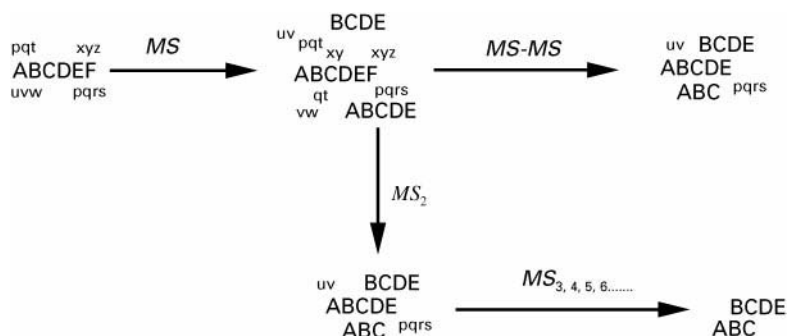 pqt xyz
ABCDEF
uvw pqrs
MS
BCDE
uv pqt xy xyz
ABCDEF
qt pqrs
vw ABCDE
MS-MS
uv BCDE
ABCDE
ABC pqrs
MS₂
uv BCDE
ABCDE
ABC pqrs
MS₃, ₄, ₅, ₆.......
BCDE
ABC